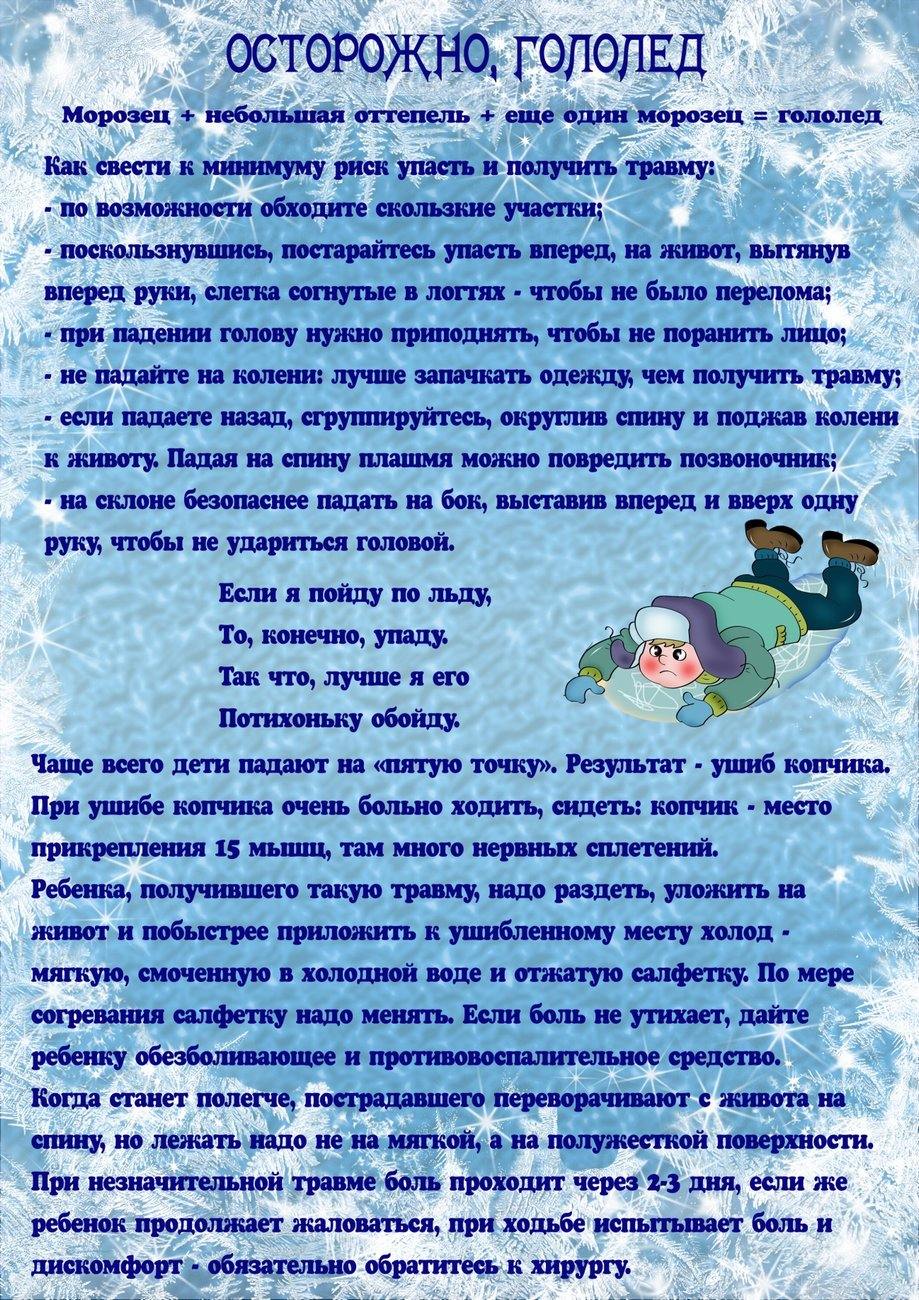 ОСТОРОЖНО, ГОЛОЛЕД
Морозец + небольшая оттепель + еще один морозец = гололед
Как свести к минимуму риск упасть и получить травму:
- по возможности обходите скользкие участки;
- поскользнувшись, постарайтесь упасть вперед, на живот, вытянув
вперед руки, слегка согнутые в логтях - чтобы не было перелома;
- при падении голову нужно приподнять, чтобы не поранить лицо;
- не падайте на колени: лучше запачкать одежду, чем получить травму;
- если падаете назад, сгруппируйтесь, округлив спину и поджав колени
к животу. Падая на спину плашмя можно повредить позвоночник;
- на склоне безопаснее падать на бок, выставив вперед и вверх одну
руку, чтобы не удариться головой.
Если я пойду по льду,
То, конечно, упаду.
Так что, лучше я его
Потихоньку обойду.
Чаще всего дети падают на «пятую точку». Результат - ушиб копчика.
При ушибе копчика очень больно ходить, сидеть: копчик - место
прикрепления 15 мышц, там много нервных сплетений.
Ребенка, получившего такую травму, надо раздеть, уложить на
живот и побыстрее приложить к ушибленному месту холод -
мягкую, смоченную в холодной воде и отжатую салфетку. По мере
согревания салфетку надо менять. Если боль не утихает, дайте
ребенку обезболивающее и противовоспалительное средство.
Когда станет полегче, пострадавшего переворачивают с живота на
спину, но лежать надо не на мягкой, а на полужесткой поверхности.
При незначительной травме боль проходит через 2-3 дня, если же
ребенок продолжает жаловаться, при ходьбе испытывает боль и
дискомфорт - обязательно обратитесь к хирургу.